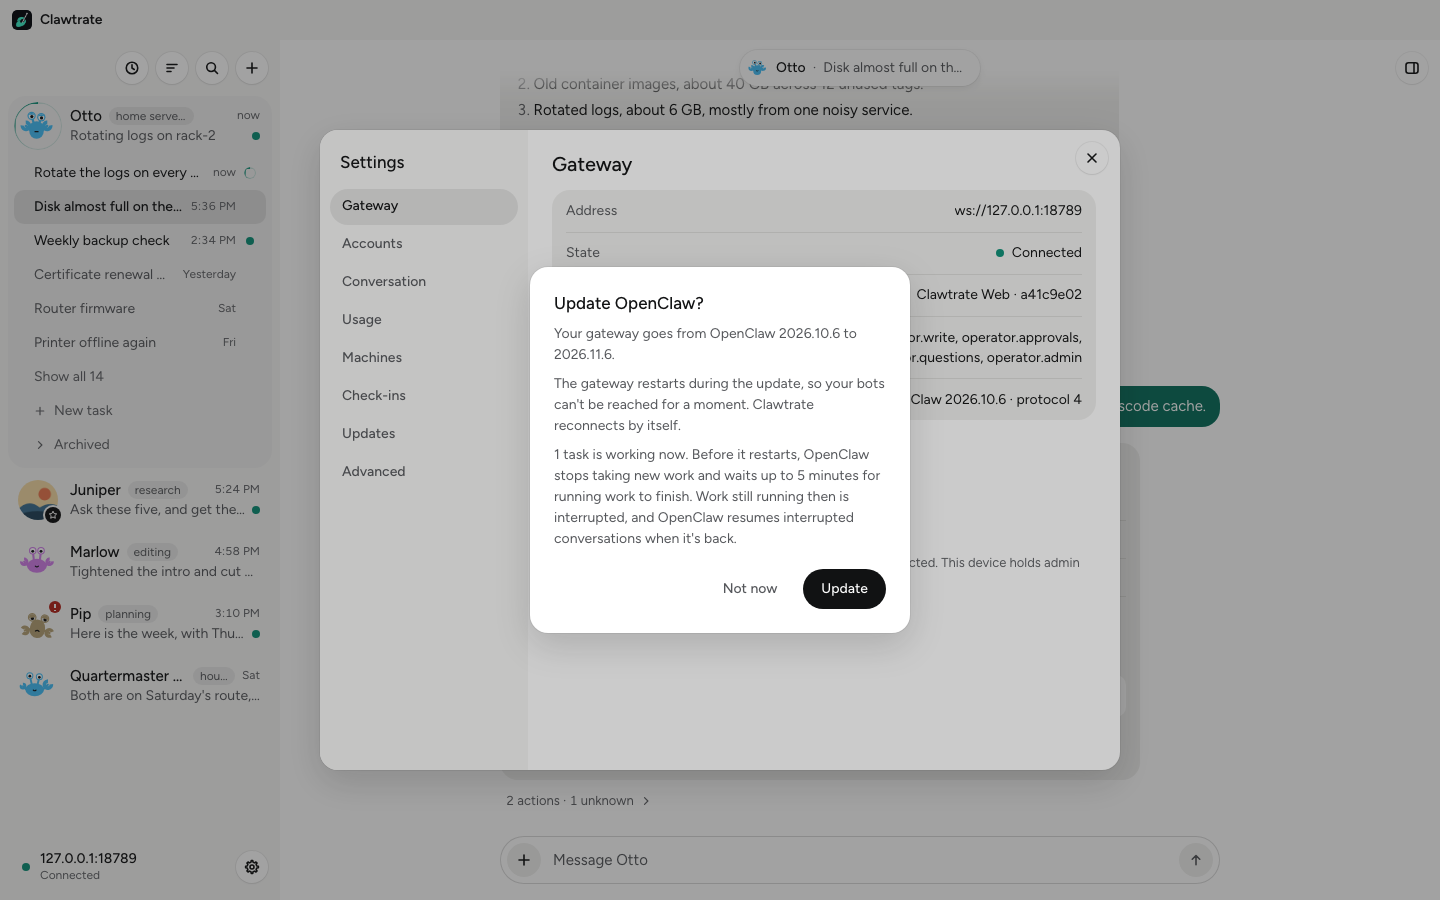 Clawtrate
Otto
home serve...
now
Rotating logs on rack-2
Rotate the logs on every ...
now
Disk almost full on the...
5:36 PM
Weekly backup check
2:34 PM
Certificate renewal ...
Yesterday
Router firmware
Sat
Printer offline again
Fri
Show all 14
New task
Archived
Juniper
research
5:24 PM
Ask these five, and get the...
Marlow
editing
4:58 PM
Tightened the intro and cut ...
Pip
planning
3:10 PM
Here is the week, with Thu...
Quartermaster ...
hou...
Sat
Both are on Saturday's route,...
127.0.0.1:18789
Connected
Otto · Disk almost full on th...
2. Old container images, about 40 GB across 12 unused tags.
3. Rotated logs, about 6 GB, mostly from one noisy service.
Settings
Gateway
Accounts
Conversation
Usage
Machines
Check-ins
Updates
Advanced
Gateway
Address
ws://127.0.0.1:18789
State
Connected
Clawtrate Web · a41c9e02
or.write, operator.approvals,
r.questions, operator.admin
Claw 2026.10.6 · protocol 4
cted. This device holds admin
scode cache.
Update OpenClaw?
Your gateway goes from OpenClaw 2026.10.6 to
2026.11.6.
The gateway restarts during the update, so your bots
can't be reached for a moment. Clawtrate
reconnects by itself.
1 task is working now. Before it restarts, OpenClaw
stops taking new work and waits up to 5 minutes for
running work to finish. Work still running then is
interrupted, and OpenClaw resumes interrupted
conversations when it's back.
Not now
Update
2 actions · 1 unknown
Message Otto